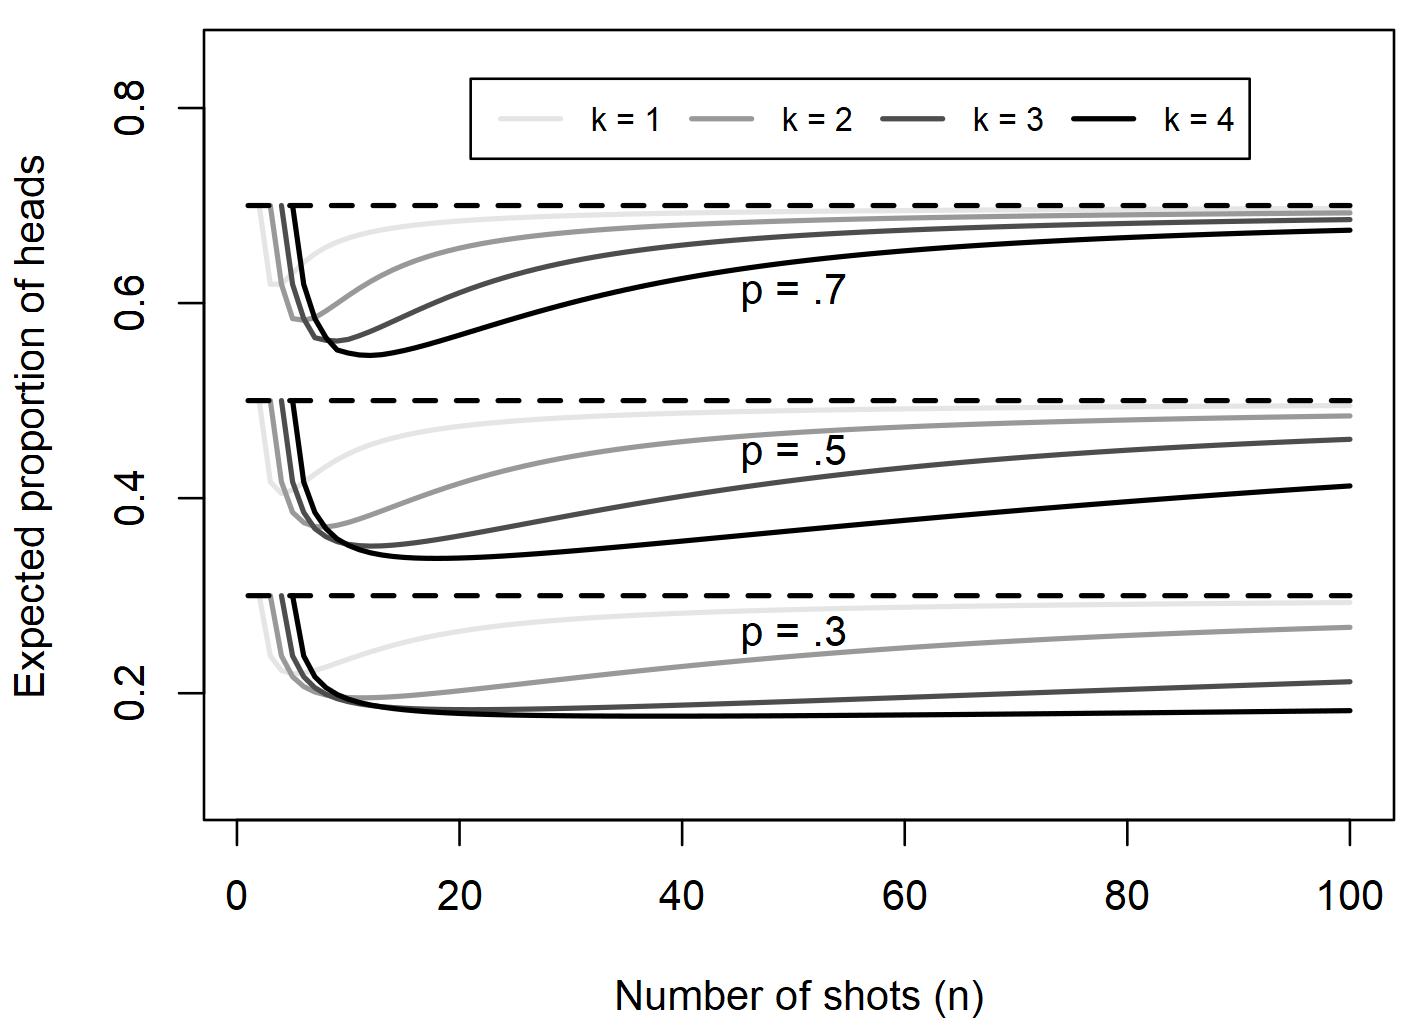 Expected proportion of heads
0.8
0.6
0.4
0.2
k = 1 k = 2 k = 3 k = 4
p = .7
p = .5
p = .3
0 20 40 60 80 100
Number of shots (n)